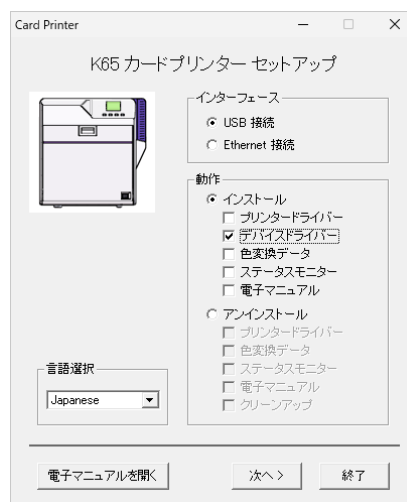 Card Printer
K65 カードプリンター セットアップ
インターフェース
USB 接続
Ethernet 接続
動作
インストール
プリンタードライバー
デバイスドライバー
色変換データ
ステータスモニター
電子マニュアル
アンインストール
プリンタードライバー
色変換データ
ステータスモニター
電子マニュアル
クリーンアップ
言語選択
Japanese
電子マニュアルを開く
次へ >
終了